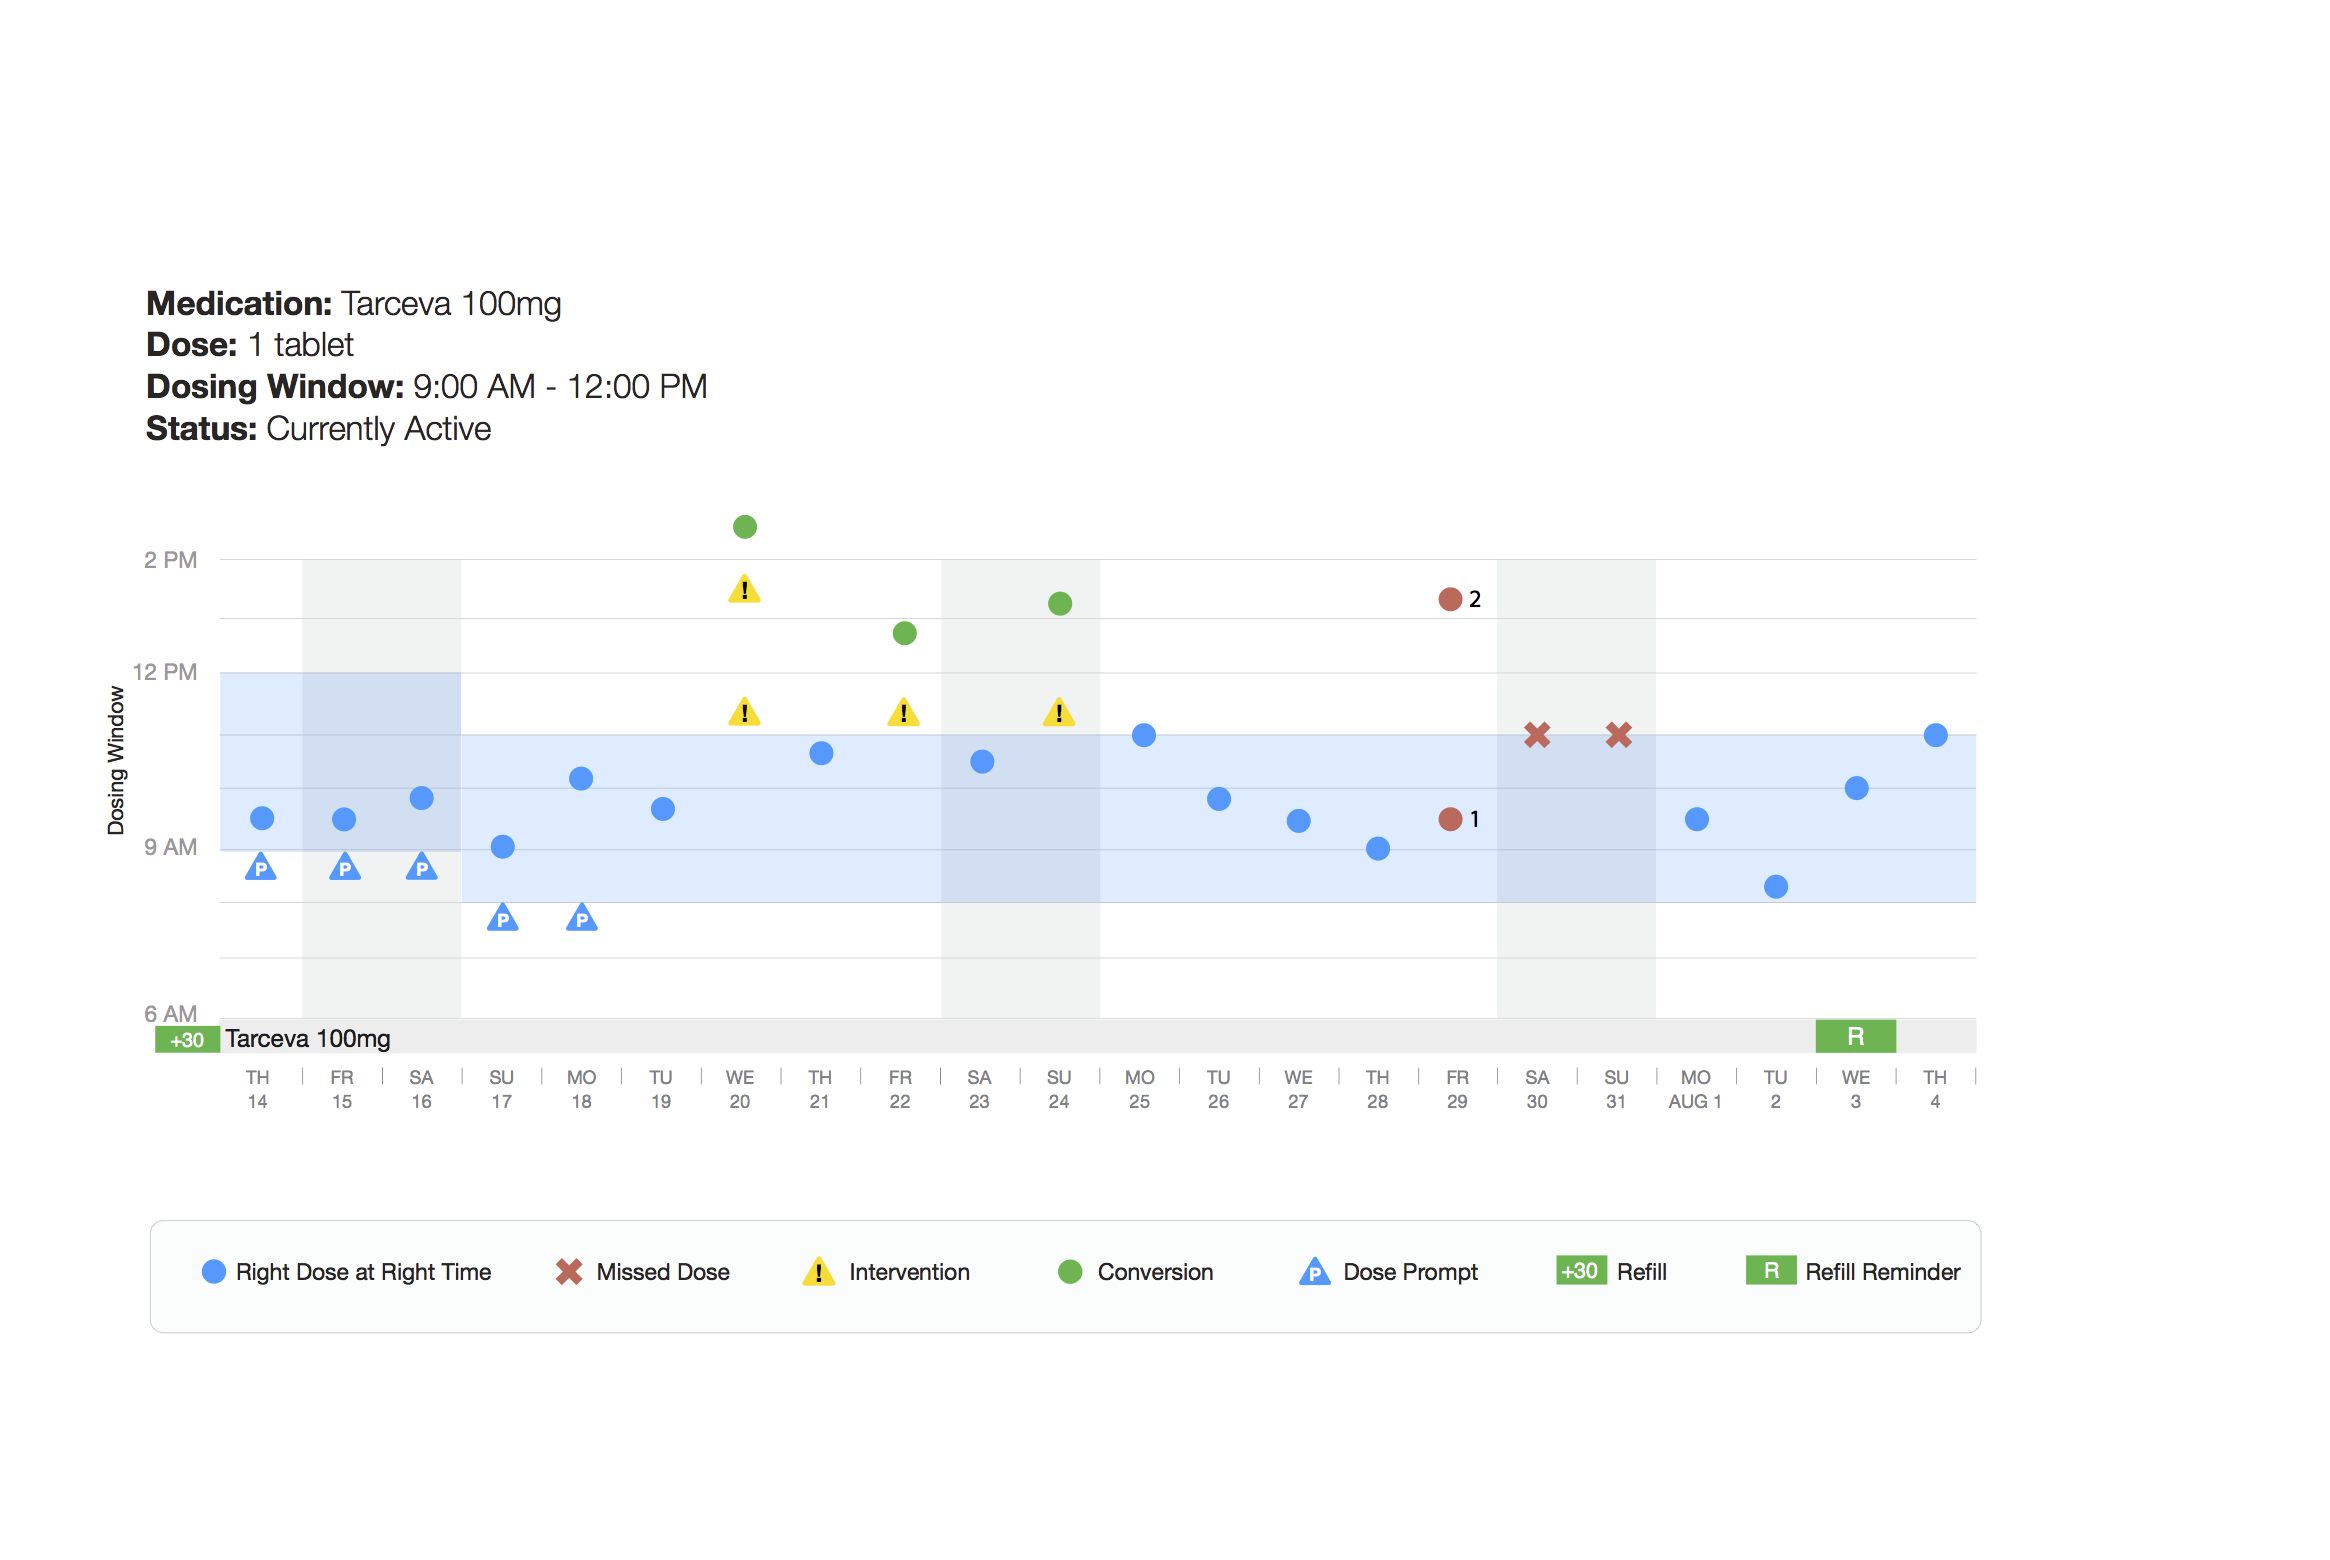 Medication: Tarceva 100mg
Dose: 1 tablet
Dosing Window: 9:00 AM - 12:00 PM
Status: Currently Active
2 PM
12 PM
9 AM
6 AM
Dosing Window
!
!
!
!
2
1
P
P
P
P
P
+30 Tarceva 100mg R
TH FR SA SU MO TU WE TH FR SA SU MO TU WE TH FR SA SU MO TU WE TH
14 15 16 17 18 19 20 21 22 23 24 25 26 27 28 29 30 31 AUG 1 2 3 4
Right Dose at Right Time Missed Dose ! Intervention Conversion P Dose Prompt +30 Refill R Refill Reminder